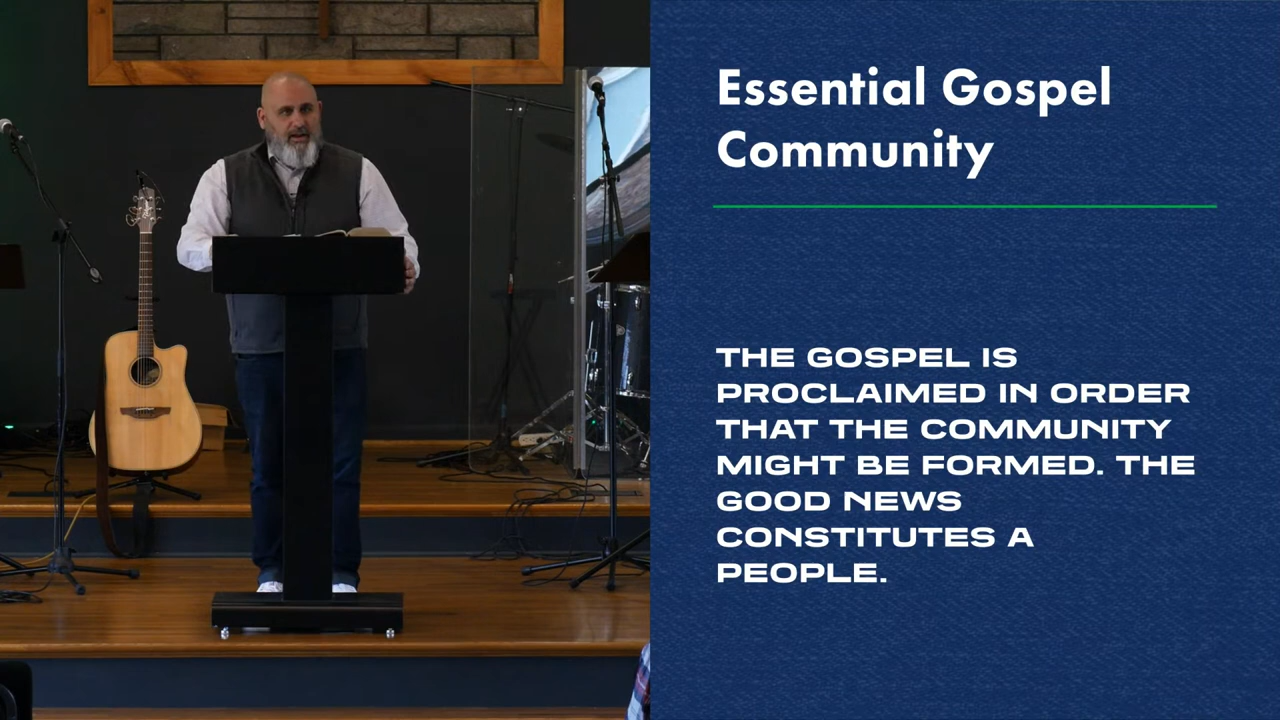 Essential Gospel
Community
THE GOSPEL IS
PROCLAIMED IN ORDER
THAT THE COMMUNITY
MIGHT BE FORMED. THE
GOOD NEWS
CONSTITUTES A
PEOPLE.